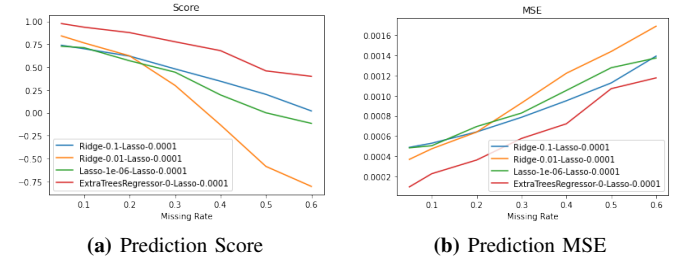 Score
1.00
0.75
0.50
0.25
0.00
−0.25
−0.50
−0.75
Ridge-0.1-Lasso-0.0001
Ridge-0.01-Lasso-0.0001
Lasso-1e-06-Lasso-0.0001
ExtraTreesRegressor-0-Lasso-0.0001
0.1 0.2 0.3 0.4 0.5 0.6
Missing Rate
(a) Prediction Score
MSE
0.0016
0.0014
0.0012
0.0010
0.0008
0.0006
0.0004
0.0002
Ridge-0.1-Lasso-0.0001
Ridge-0.01-Lasso-0.0001
Lasso-1e-06-Lasso-0.0001
ExtraTreesRegressor-0-Lasso-0.0001
0.1 0.2 0.3 0.4 0.5 0.6
Missing Rate
(b) Prediction MSE